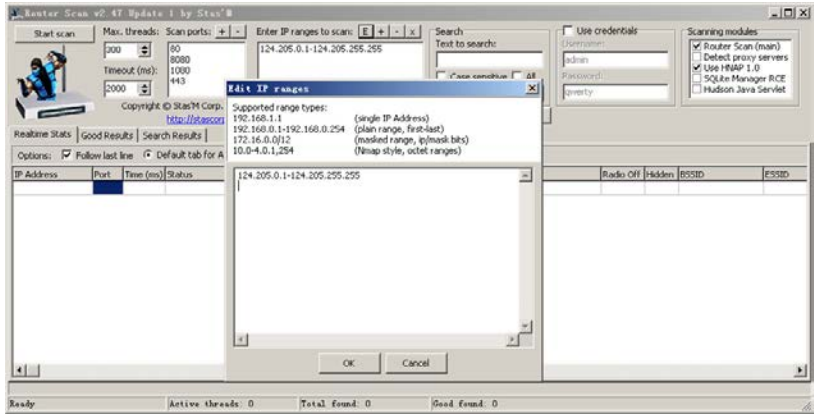 Router Scan v2.47 Update 1 by Stas'M
Start scan
Max. threads:
300
Timeout (ms):
2000
Scan ports: + -
80
8080
1080
443
Enter IP ranges to scan: E + - x
124.205.0.1-124.205.255.255
Search
Text to search:
Case sensitive All
Use credentials
Username:
admin
Password:
qwerty
Scanning modules
Router Scan (main)
Detect proxy servers
Use HNAP 1.0
SQLite Manager RCE
Hudson Java Servlet
Copyright © Stas'M Corp.
http://stascorp
Realtime Stats Good Results Search Results
Options: Follow last line Default tab for A
IP Address Port Time (ms) Status Radio Off Hidden BSSID ESSID
Edit IP ranges
Supported range types:
192.168.1.1 (single IP Address)
192.168.0.1-192.168.0.254 (plain range, first-last)
172.16.0.0/12 (masked range, ip/mask bits)
10.0-4.0.1,254 (Nmap style, octet ranges)
124.205.0.1-124.205.255.255
OK Cancel
Ready Active threads: 0 Total found: 0 Good found: 0